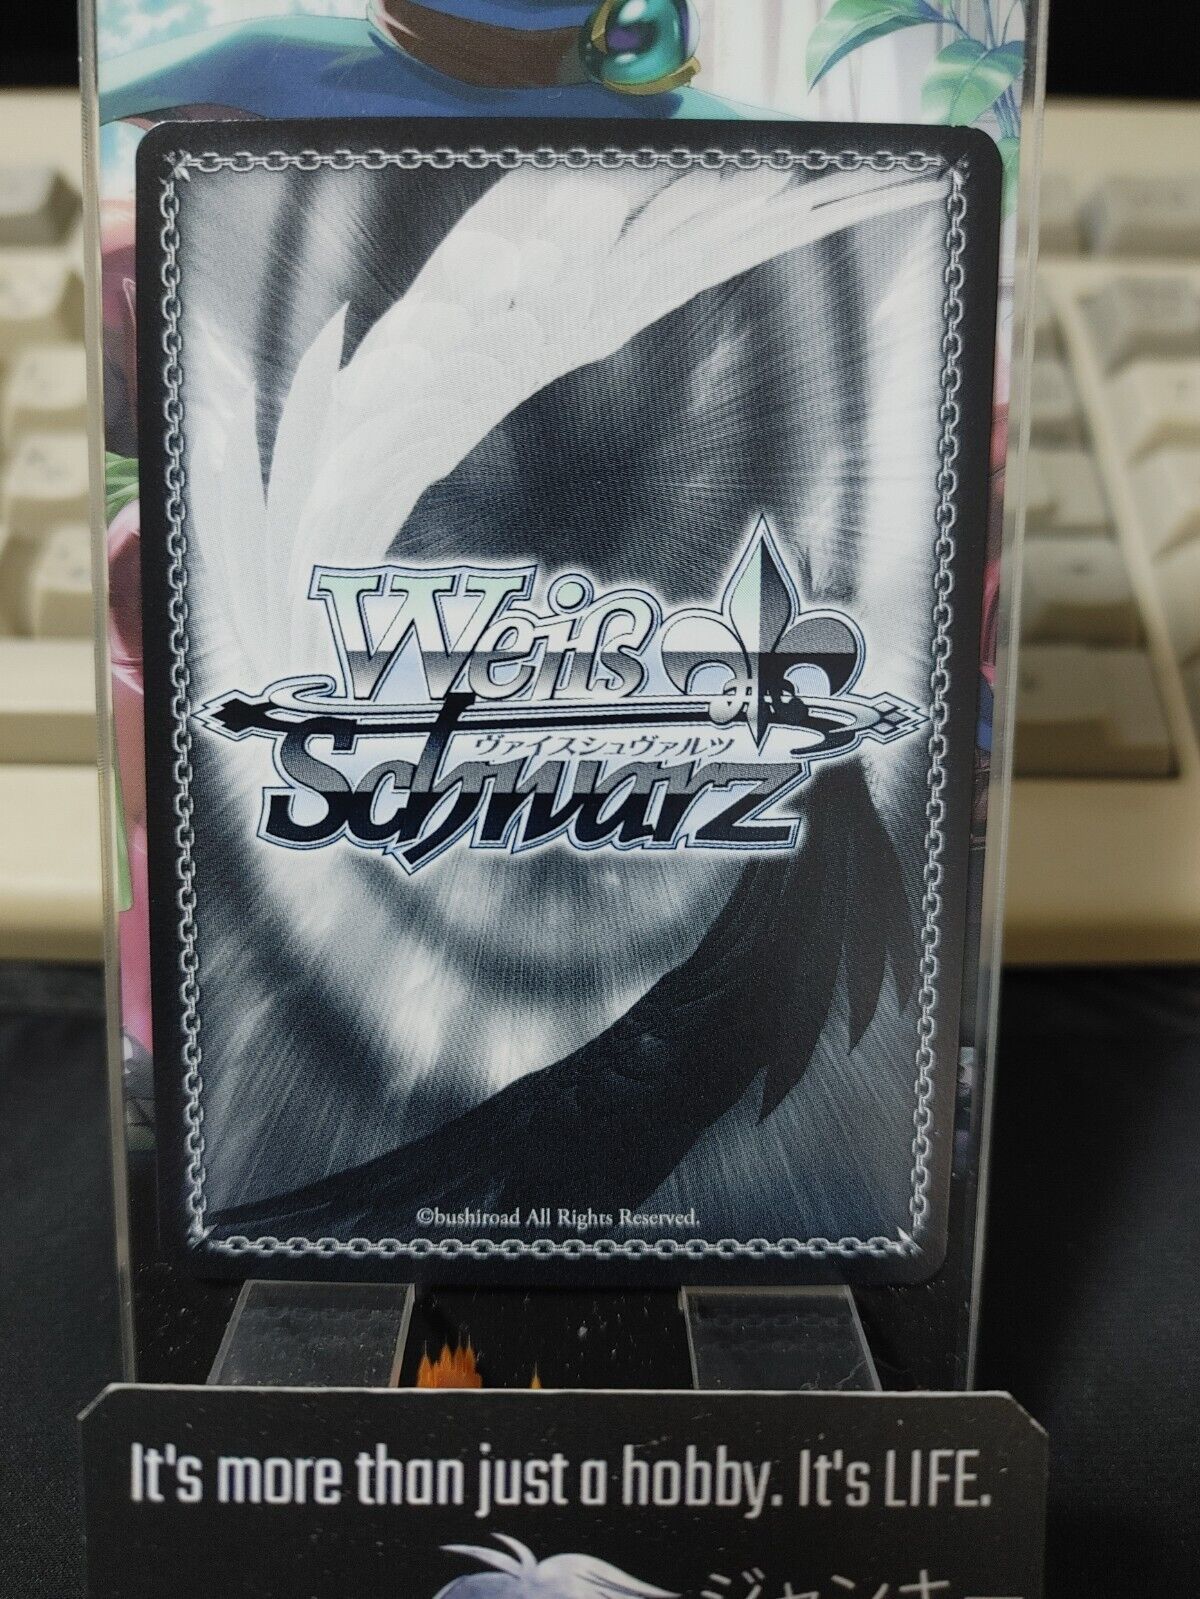 Weiß
Schwarz
ヴァイスシュヴァルツ
©bushiroad All Rights Reserved.
It's more than just a hobby. It's LIFE.